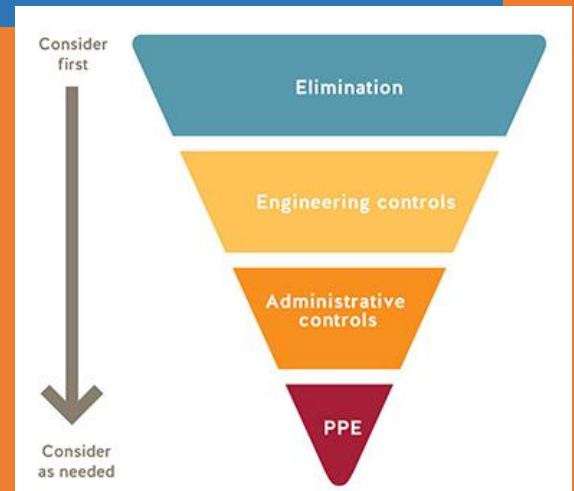 Consider
first
Elimination
Engineering controls
Administrative
controls
PPE
Consider
as needed